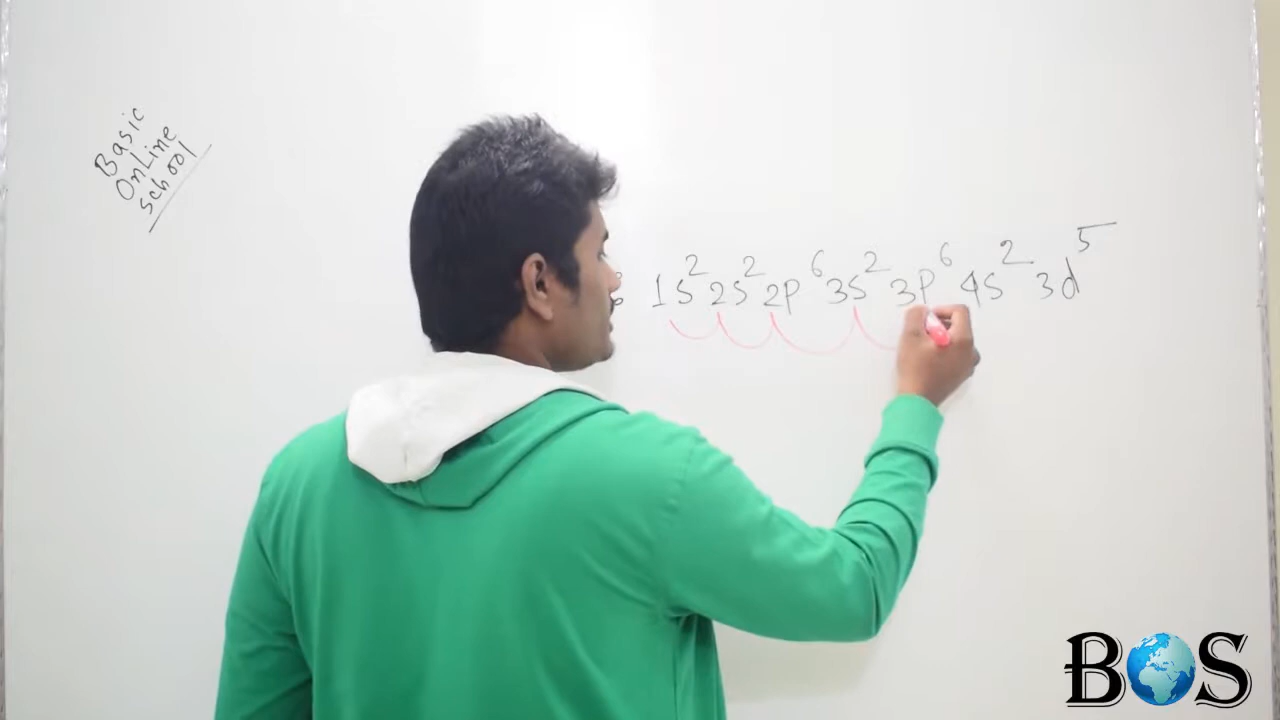 Basic
OnLine
School
1s² 2s² 2p⁶ 3s² 3p⁶ 4s² 3d⁵
BOS